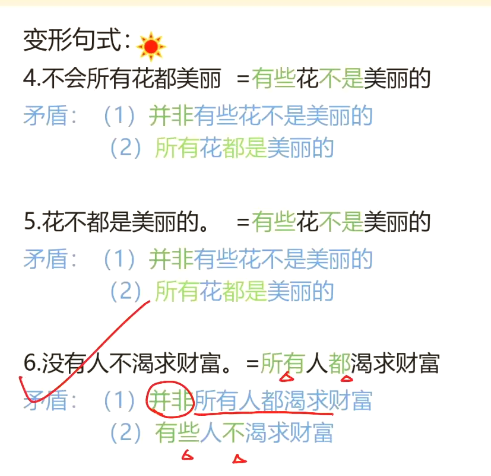 变形句式：
4.不会所有花都美丽 =有些花不是美丽的
矛盾：（1）并非有些花不是美丽的
（2）所有花都是美丽的
5.花不都是美丽的。 =有些花不是美丽的
矛盾：（1）并非有些花不是美丽的
（2）所有花都是美丽的
6.没有人不渴求财富。=所有人都渴求财富
矛盾：（1）并非所有人都渴求财富
（2）有些人不渴求财富